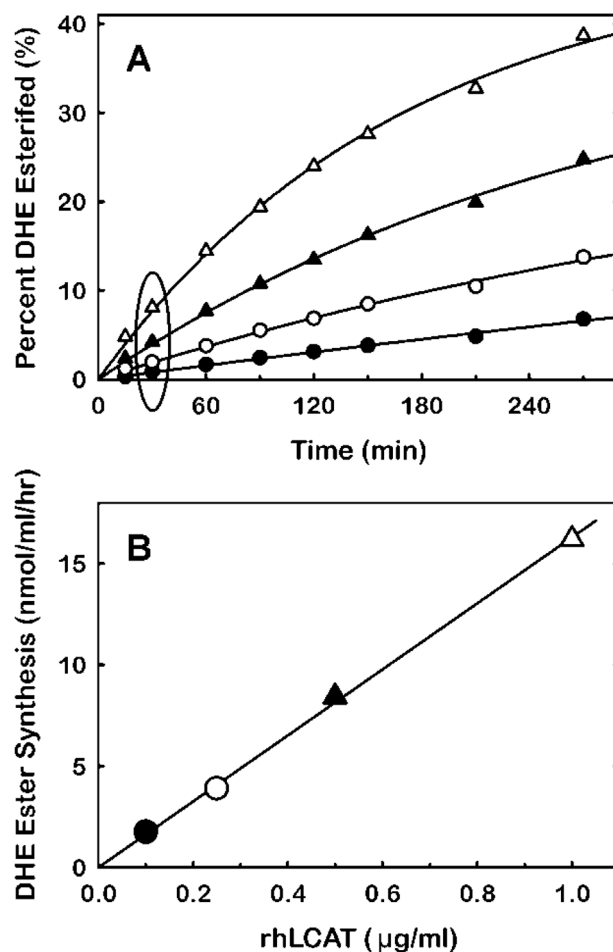 40
A
30
20
10
0
Percent DHE Esterifed (%)
0 60 120 180 240
Time (min)
B
15
10
5
0
DHE Ester Synthesis (nmol/ml/hr)
0.0 0.2 0.4 0.6 0.8 1.0
rhLCAT (μg/ml)